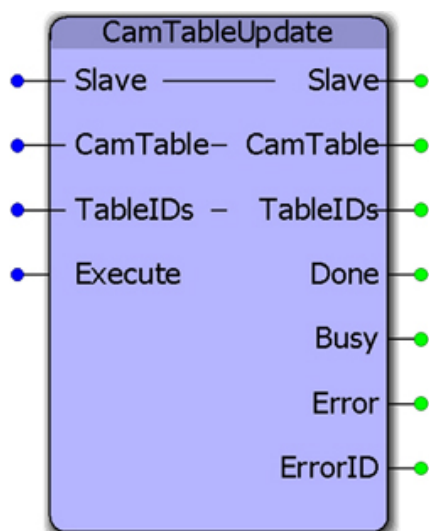 CamTableUpdate
Slave Slave
CamTable CamTable
TableIDs TableIDs
Execute Done
Busy
Error
ErrorID